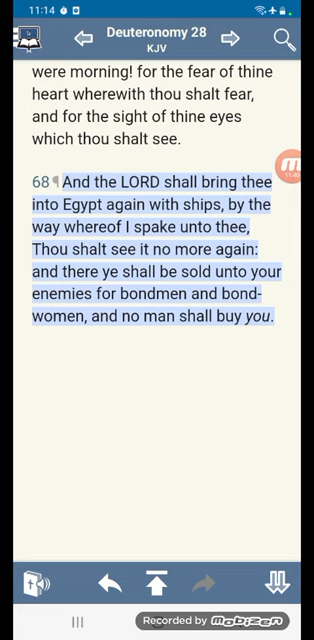 11:14
Deuteronomy 28
KJV
were morning! for the fear of thine
heart wherewith thou shalt fear,
and for the sight of thine eyes
which thou shalt see.
68 ¶ And the LORD shall bring thee
into Egypt again with ships, by the
way whereof I spake unto thee,
Thou shalt see it no more again:
and there ye shall be sold unto your
enemies for bondmen and bond-
women, and no man shall buy you.
Recorded by mobizen